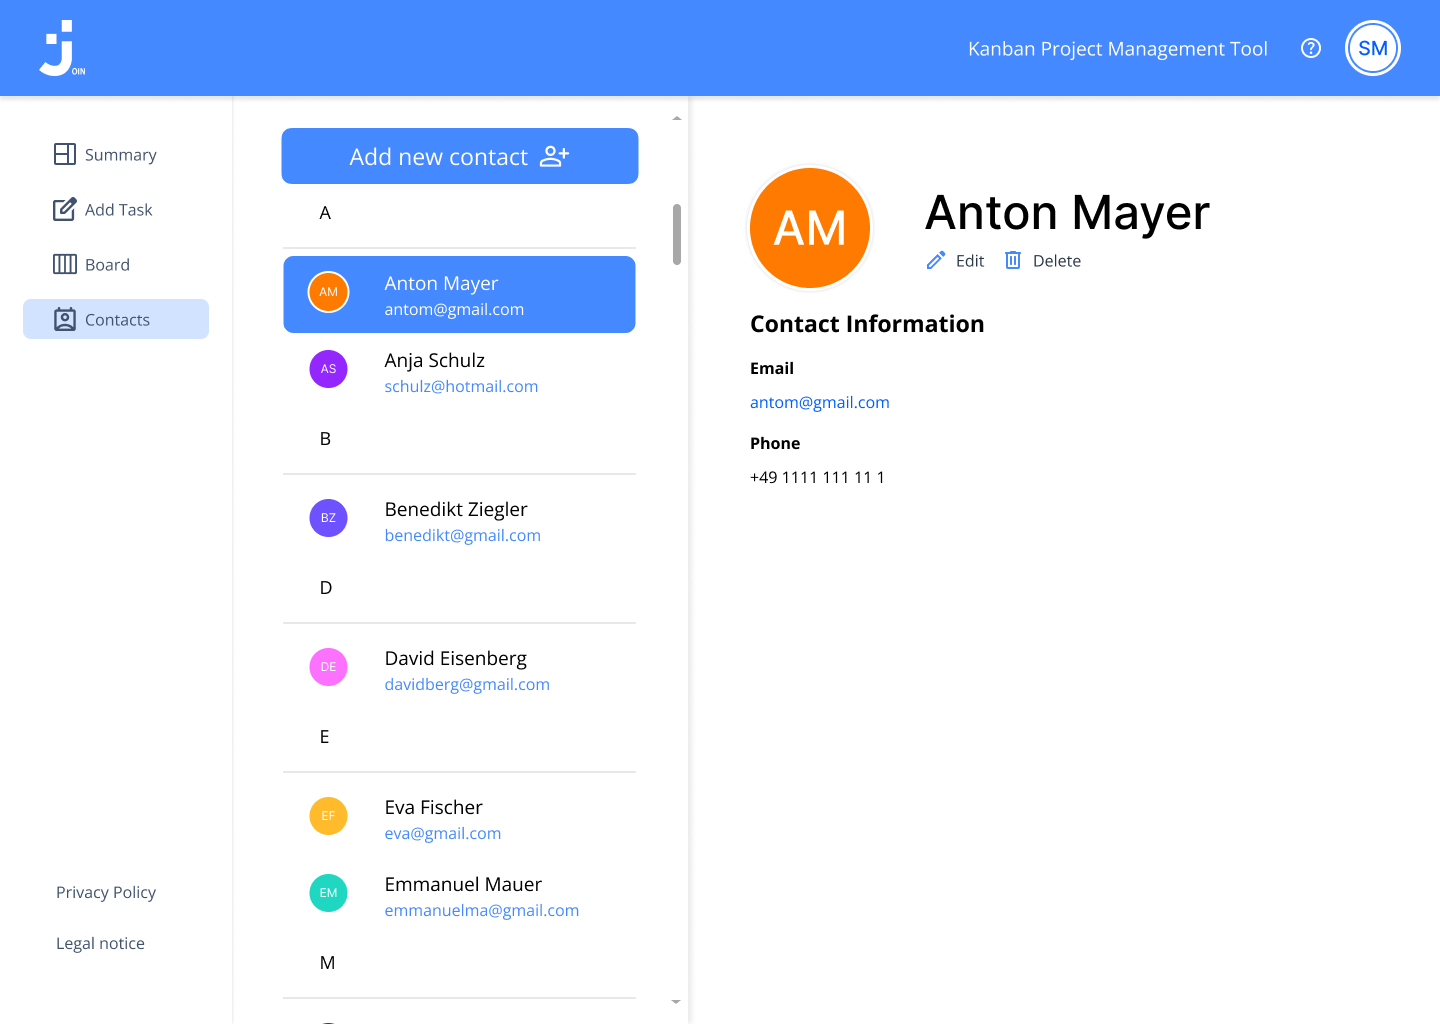 OIN
Kanban Project Management Tool
SM
Summary
Add Task
Board
Contacts
Privacy Policy
Legal notice
Add new contact
A
AM
Anton Mayer
antom@gmail.com
AS
Anja Schulz
schulz@hotmail.com
B
BZ
Benedikt Ziegler
benedikt@gmail.com
D
DE
David Eisenberg
davidberg@gmail.com
E
EF
Eva Fischer
eva@gmail.com
EM
Emmanuel Mauer
emmanuelma@gmail.com
M
AM
Anton Mayer
Edit Delete
Contact Information
Email
antom@gmail.com
Phone
+49 1111 111 11 1